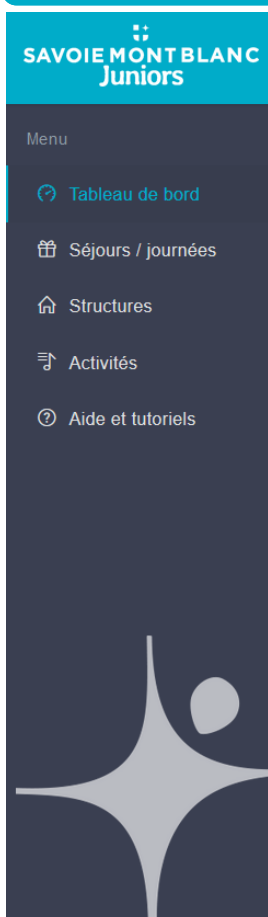 SAVOIE MONT BLANC
Juniors
Menu
Tableau de bord
Séjours / journées
Structures
Activités
Aide et tutoriels